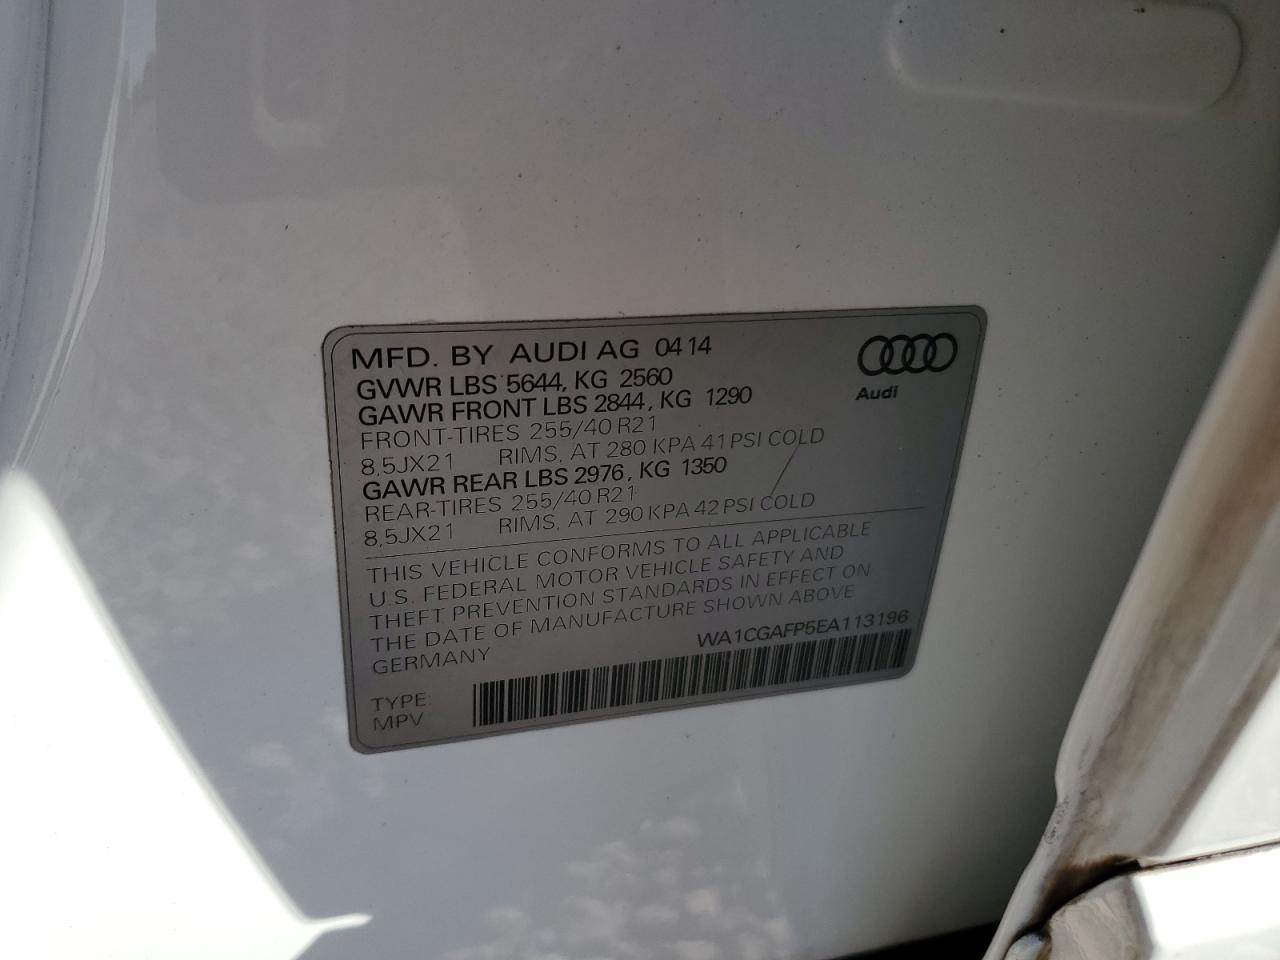 MFD. BY AUDI AG 0414
GVWR LBS 5644, KG 2560
GAWR FRONT LBS 2844, KG 1290
FRONT-TIRES 255/40 R21
8,5JX21 RIMS, AT 280 KPA 41 PSI COLD
GAWR REAR LBS 2976, KG 1350
REAR-TIRES 255/40 R21
8,5JX21 RIMS, AT 290 KPA 42 PSI COLD
Audi
THIS VEHICLE CONFORMS TO ALL APPLICABLE
U.S. FEDERAL MOTOR VEHICLE SAFETY AND
THEFT PREVENTION STANDARDS IN EFFECT ON
THE DATE OF MANUFACTURE SHOWN ABOVE
GERMANY
WA1CGAFP5EA113196
TYPE:
MPV